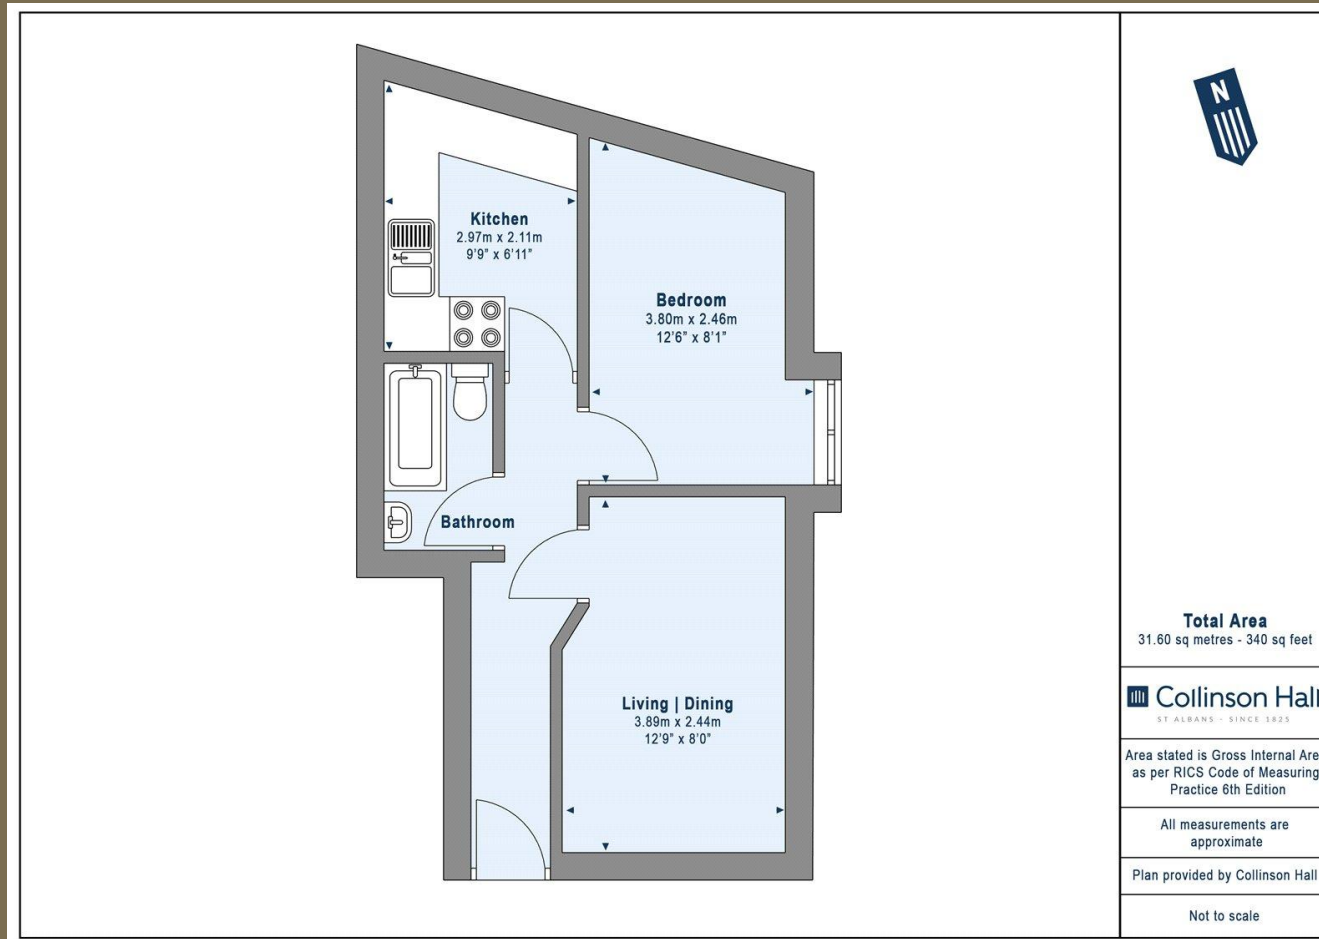 Kitchen
2.97m x 2.11m
9'9" x 6'11"
Bedroom
3.80m x 2.46m
12'6" x 8'1"
Bathroom
Living | Dining
3.89m x 2.44m
12'9" x 8'0"
N
Total Area
31.60 sq metres - 340 sq feet
Collinson Hall
ST ALBANS - SINCE 1825
Area stated is Gross Internal Are
as per RICS Code of Measuring
Practice 6th Edition
All measurements are
approximate
Plan provided by Collinson Hall
Not to scale